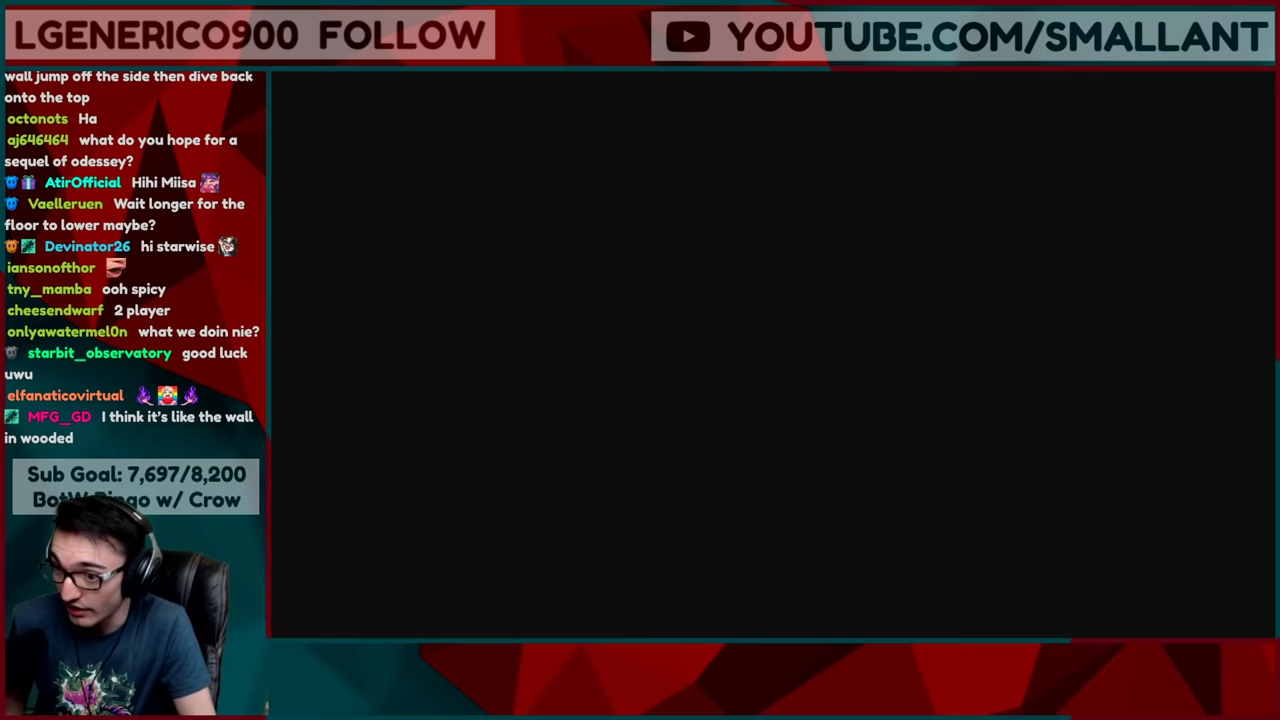 LGENERICO900 FOLLOW
YOUTUBE.COM/SMALLANT
wall jump off the side then dive back
onto the top
octonots Ha
aj646464 what do you hope for a
sequel of odessey?
AtirOfficial Hihi Miisa
Vaelleruen Wait longer for the
floor to lower maybe?
Devinator26 hi starwise
iansonofthor
tny_mamba ooh spicy
cheesendwarf 2 player
onlyawatermel0n what we doin nie?
starbit_observatory good luck
uwu
elfanaticovirtual
MFG_GD I think it's like the wall
in wooded
Sub Goal: 7,697/8,200
BotW Bingo w/ Crow